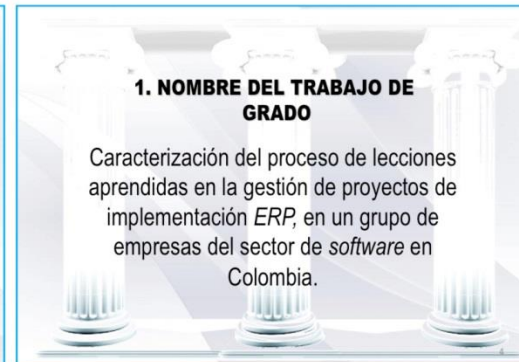 1. NOMBRE DEL TRABAJO DE
GRADO
Caracterización del proceso de lecciones
aprendidas en la gestión de proyectos de
implementación ERP, en un grupo de
empresas del sector de software en
Colombia.
4